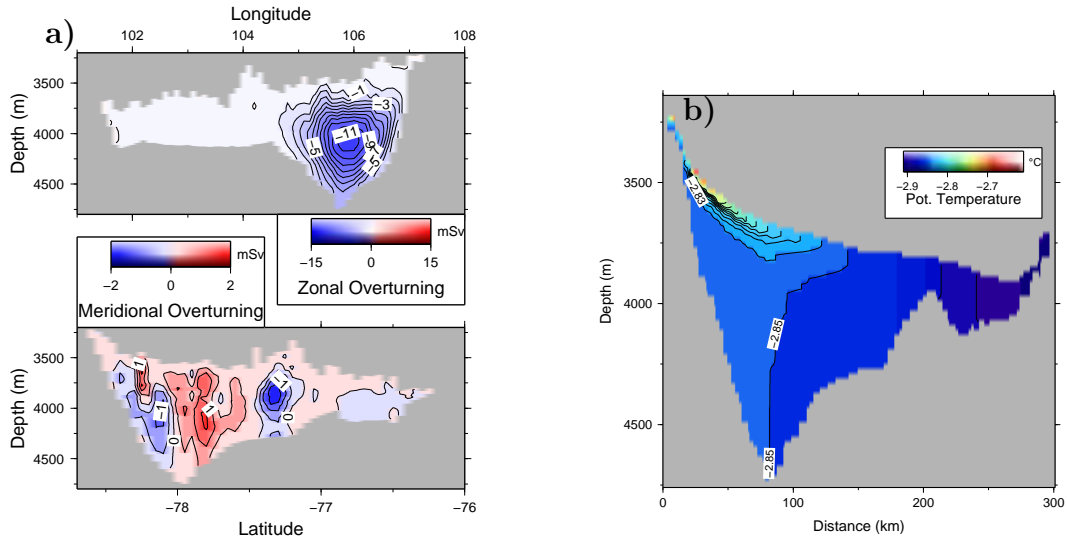 Longitude
a)
102 104 106 108
3500
4000
4500
Depth (m)
−1
−3
−11
−9
−5
−5
mSv
−2 0 2
Meridional Overturning
mSv
−15 0 15
Zonal Overturning
3500
4000
4500
Depth (m)
1
−1
−1
1
0
0
−78 −77 −76
Latitude
b)
3500
4000
4500
Depth (m)
°C
−2.9 −2.8 −2.7
Pot. Temperature
−2.83
−2.85
−2.85
0 100 200 300
Distance (km)